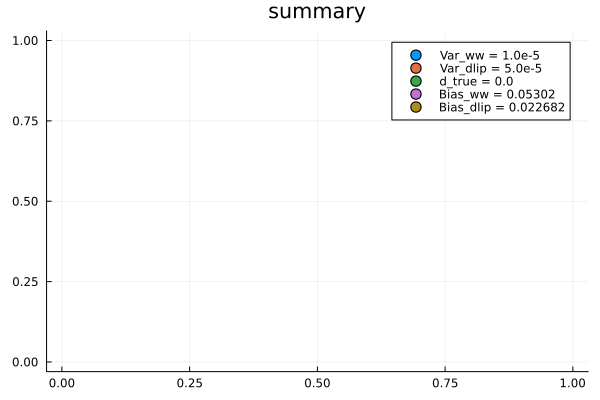 summary
1.00
0.75
0.50
0.25
0.00
Var_ww = 1.0e-5
Var_dlip = 5.0e-5
d_true = 0.0
Bias_ww = 0.05302
Bias_dlip = 0.022682
0.00 0.25 0.50 0.75 1.00